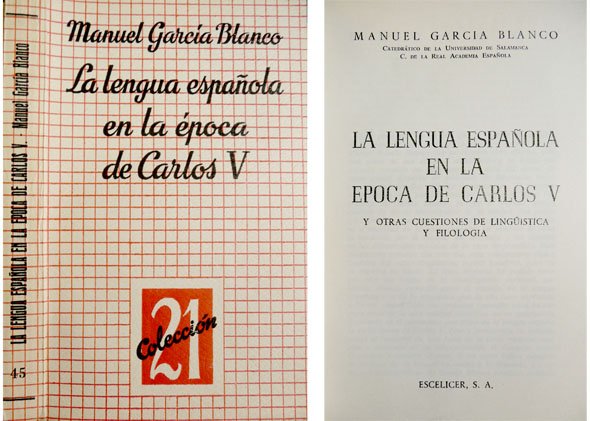 LA LENGUA ESPAÑOLA EN LA EPOCA DE CARLOS V. Manuel García Blanco
45
Manuel García Blanco
La lengua española
en la época
de Carlos V
21
Colección
MANUEL GARCIA BLANCO
CATEDRÁTICO DE LA UNIVERSIDAD DE SALAMANCA
C. DE LA REAL ACADEMIA ESPAÑOLA
LA LENGUA ESPAÑOLA
EN LA
EPOCA DE CARLOS V
Y OTRAS CUESTIONES DE LINGÜISTICA
Y FILOLOGIA
ESCELICER, S. A.